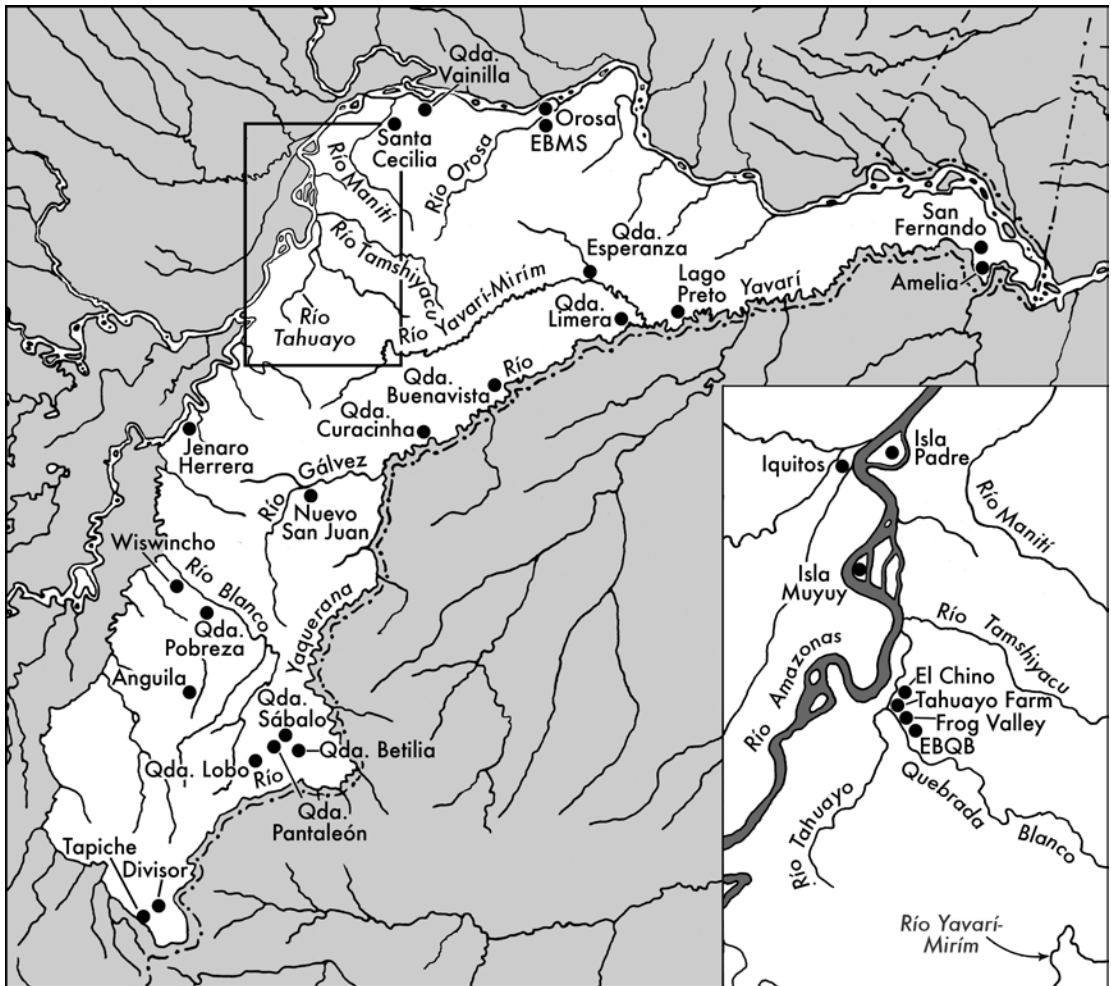 Qda.
Vainilla
Santa
Cecilia
Orosa
EBMS
Río Manití
Río Orosa
San
Fernando
Amelia
Qda.
Esperanza
Río Tamshiyacu
Lago
Preto
Yavarí
Río Yavarí-Mirím
Río
Tahuayo
Qda.
Limera
Río
Qda.
Buenavista
Qda.
Curacinha
Jenaro
Herrera
Gálvez
Río
Nuevo
San Juan
Wiswincho
Río Blanco
Qda.
Pobreza
Yaquerana
Anguila
Qda.
Sábalo
Qda. Betilia
Qda. Lobo
Río
Qda.
Pantaleón
Tapiche
Divisor
Isla
Padre
Iquitos
Río Manití
Isla
Muyuy
Río Tamshiyacu
Río Amazonas
El Chino
Tahuayo Farm
Frog Valley
EBQB
Quebrada Blanco
Río Tahuayo
Río Yavarí-
Mirím